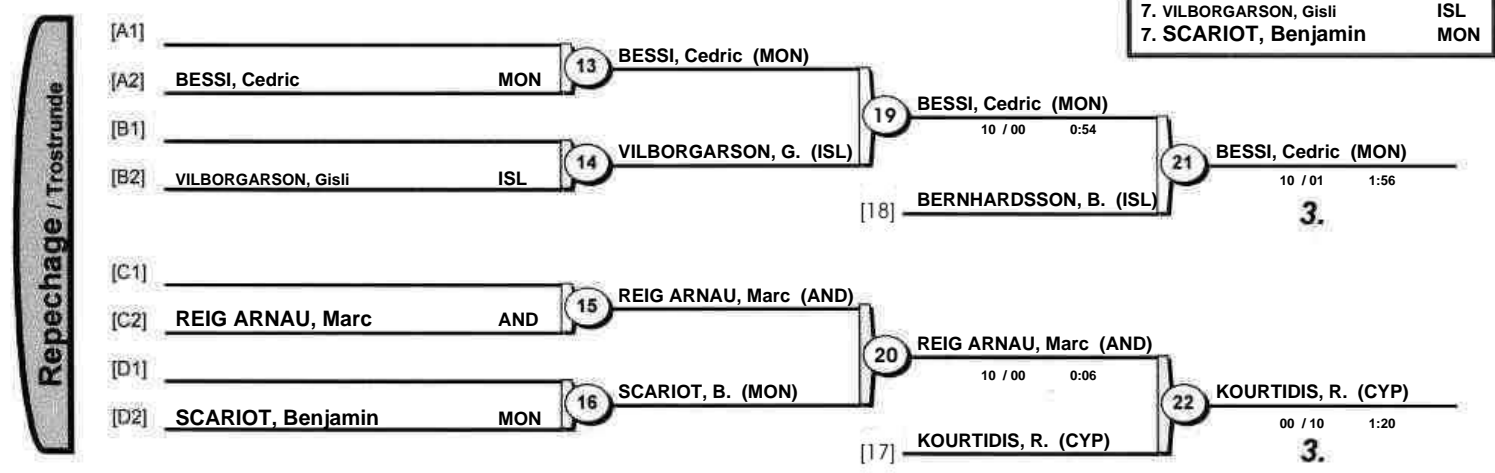 7. VILBORGARSON, Gisli ISL
7. SCARIOT, Benjamin MON
Repechage / Trostrunde
[A1]
[A2] BESSI, Cedric MON
13
BESSI, Cedric (MON)
[B1]
[B2] VILBORGARSON, Gisli ISL
14
VILBORGARSON, G. (ISL)
19
BESSI, Cedric (MON)
10 / 00 0:54
[18] BERNHARDSSON, B. (ISL)
21
BESSI, Cedric (MON)
10 / 01 1:56
3.
[C1]
[C2] REIG ARNAU, Marc AND
15
REIG ARNAU, Marc (AND)
[D1]
[D2] SCARIOT, Benjamin MON
16
SCARIOT, B. (MON)
20
REIG ARNAU, Marc (AND)
10 / 00 0:06
[17] KOURTIDIS, R. (CYP)
22
KOURTIDIS, R. (CYP)
00 / 10 1:20
3.